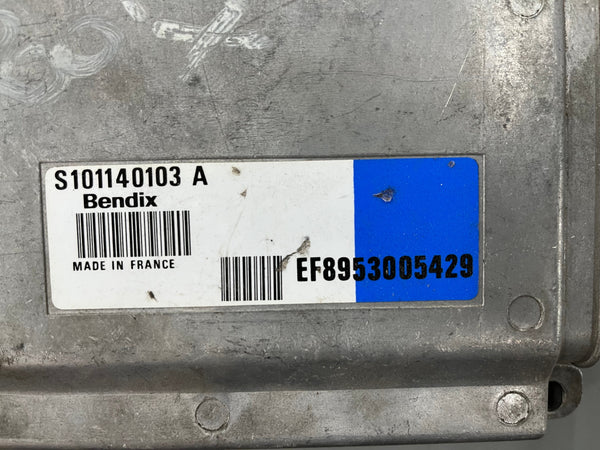 S101140103 A
Bendix
MADE IN FRANCE
EF8953005429